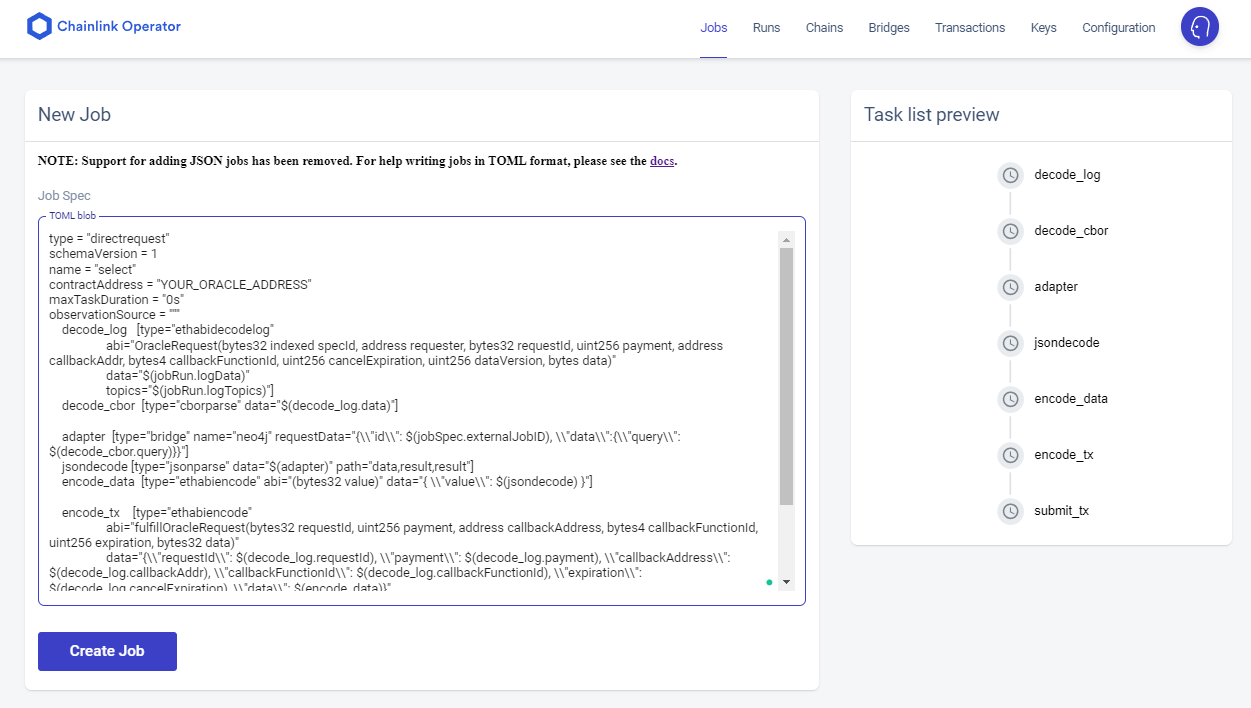 Chainlink Operator
Jobs Runs Chains Bridges Transactions Keys Configuration
New Job
NOTE: Support for adding JSON jobs has been removed. For help writing jobs in TOML format, please see the docs.
Job Spec
TOML blob
type = "directrequest"
schemaVersion = 1
name = "select"
contractAddress = "YOUR_ORACLE_ADDRESS"
maxTaskDuration = "0s"
observationSource = """
decode_log [type="ethabidecodelog"
abi="OracleRequest(bytes32 indexed specId, address requester, bytes32 requestId, uint256 payment, address
callbackAddr, bytes4 callbackFunctionId, uint256 cancelExpiration, uint256 dataVersion, bytes data)"
data="$(jobRun.logData)"
topics="$(jobRun.logTopics)"]
decode_cbor [type="cborparse" data="$(decode_log.data)"]
adapter [type="bridge" name="neo4j" requestData="{\\"id\\": $(jobSpec.externalJobID), \\"data\\":{\\"query\\":
$(decode_cbor.query)}}"]
jsondecode [type="jsonparse" data="$(adapter)" path="data,result,result"]
encode_data [type="ethabiencode" abi="(bytes32 value)" data="{ \\"value\\": $(jsondecode) }"]
encode_tx [type="ethabiencode"
abi="fulfillOracleRequest(bytes32 requestId, uint256 payment, address callbackAddress, bytes4 callbackFunctionId,
uint256 expiration, bytes32 data)"
data="{\\"requestId\\": $(decode_log.requestId), \\"payment\\": $(decode_log.payment), \\"callbackAddress\\":
$(decode_log.callbackAddr), \\"callbackFunctionId\\": $(decode_log.callbackFunctionId), \\"expiration\\":
$(decode_log.cancelExpiration), \\"data\\": $(encode_data)}"
Create Job
Task list preview
decode_log
decode_cbor
adapter
jsondecode
encode_data
encode_tx
submit_tx